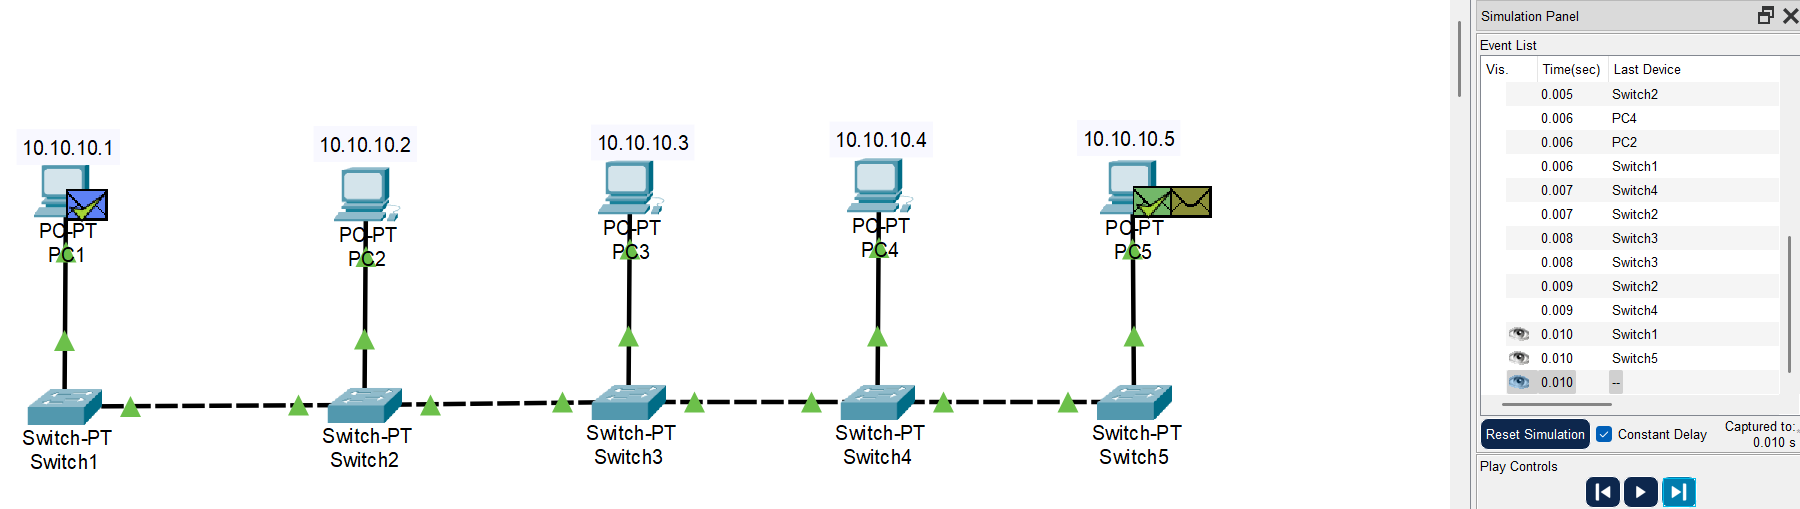 10.10.10.1
10.10.10.2
10.10.10.3
10.10.10.4
10.10.10.5
PC-PT
PC1
PC-PT
PC2
PC-PT
PC3
PC-PT
PC4
PC-PT
PC5
Switch-PT
Switch1
Switch-PT
Switch2
Switch-PT
Switch3
Switch-PT
Switch4
Switch-PT
Switch5
Simulation Panel
Event List
Vis. Time(sec) Last Device
0.005 Switch2
0.006 PC4
0.006 PC2
0.006 Switch1
0.007 Switch4
0.007 Switch2
0.008 Switch3
0.008 Switch3
0.009 Switch2
0.009 Switch4
0.010 Switch1
0.010 Switch5
0.010 --
Reset Simulation
Constant Delay
Captured to:
0.010 s
Play Controls